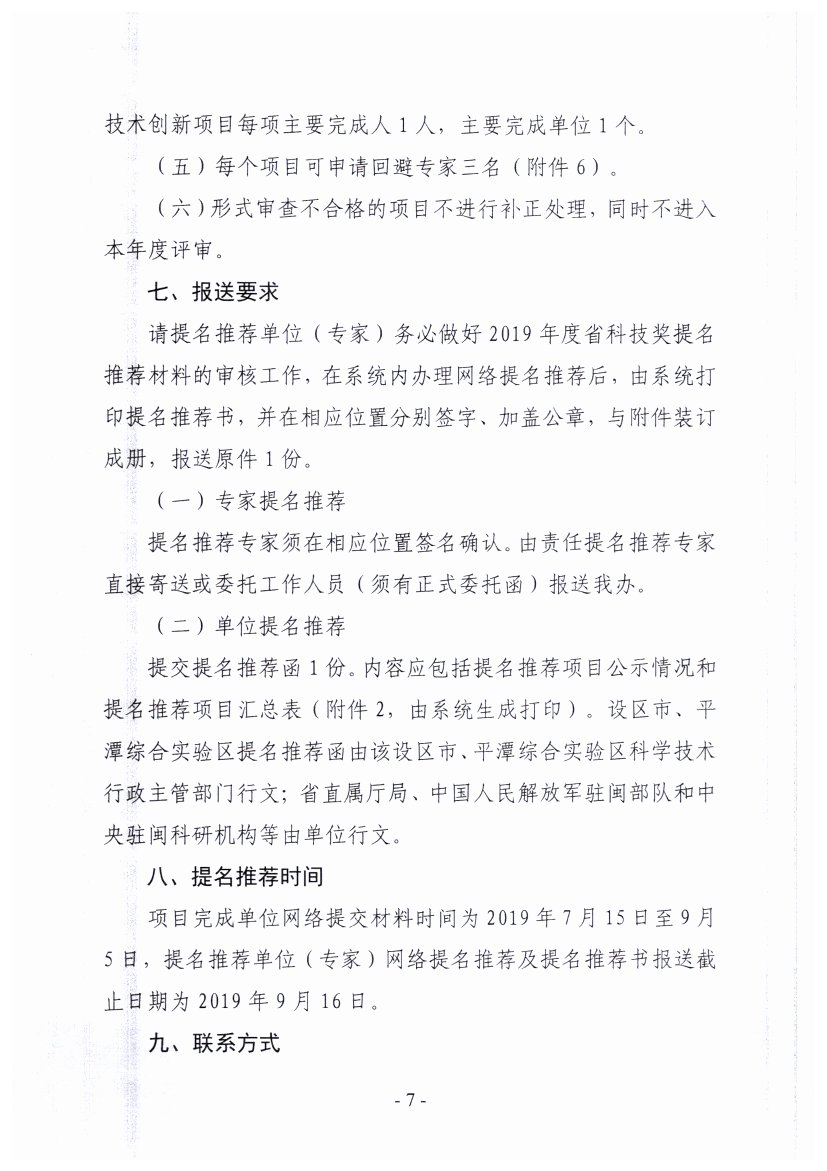 技术创新项目每项主要完成人 1 人，主要完成单位 1 个。
（五）每个项目可申请回避专家三名（附件 6）。
（六）形式审查不合格的项目不进行补正处理，同时不进入
本年度评审。
七、报送要求
请提名推荐单位（专家）务必做好 2019 年度省科技奖提名
推荐材料的审核工作，在系统内办理网络提名推荐后，由系统打
印提名推荐书，并在相应位置分别签字、加盖公章，与附件装订
成册，报送原件 1 份。
（一）专家提名推荐
提名推荐专家须在相应位置签名确认。由责任提名推荐专家
直接寄送或委托工作人员（须有正式委托函）报送我办。
（二）单位提名推荐
提交提名推荐函 1 份。内容应包括提名推荐项目公示情况和
提名推荐项目汇总表（附件 2，由系统生成打印）。设区市、平
潭综合实验区提名推荐函由该设区市、平潭综合实验区科学技术
行政主管部门行文；省直属厅局、中国人民解放军驻闽部队和中
央驻闽科研机构等由单位行文。
八、提名推荐时间
项目完成单位网络提交材料时间为 2019 年 7 月 15 日至 9 月
5 日，提名推荐单位（专家）网络提名推荐及提名推荐书报送截
止日期为 2019 年 9 月 16 日。
九、联系方式
- 7 -